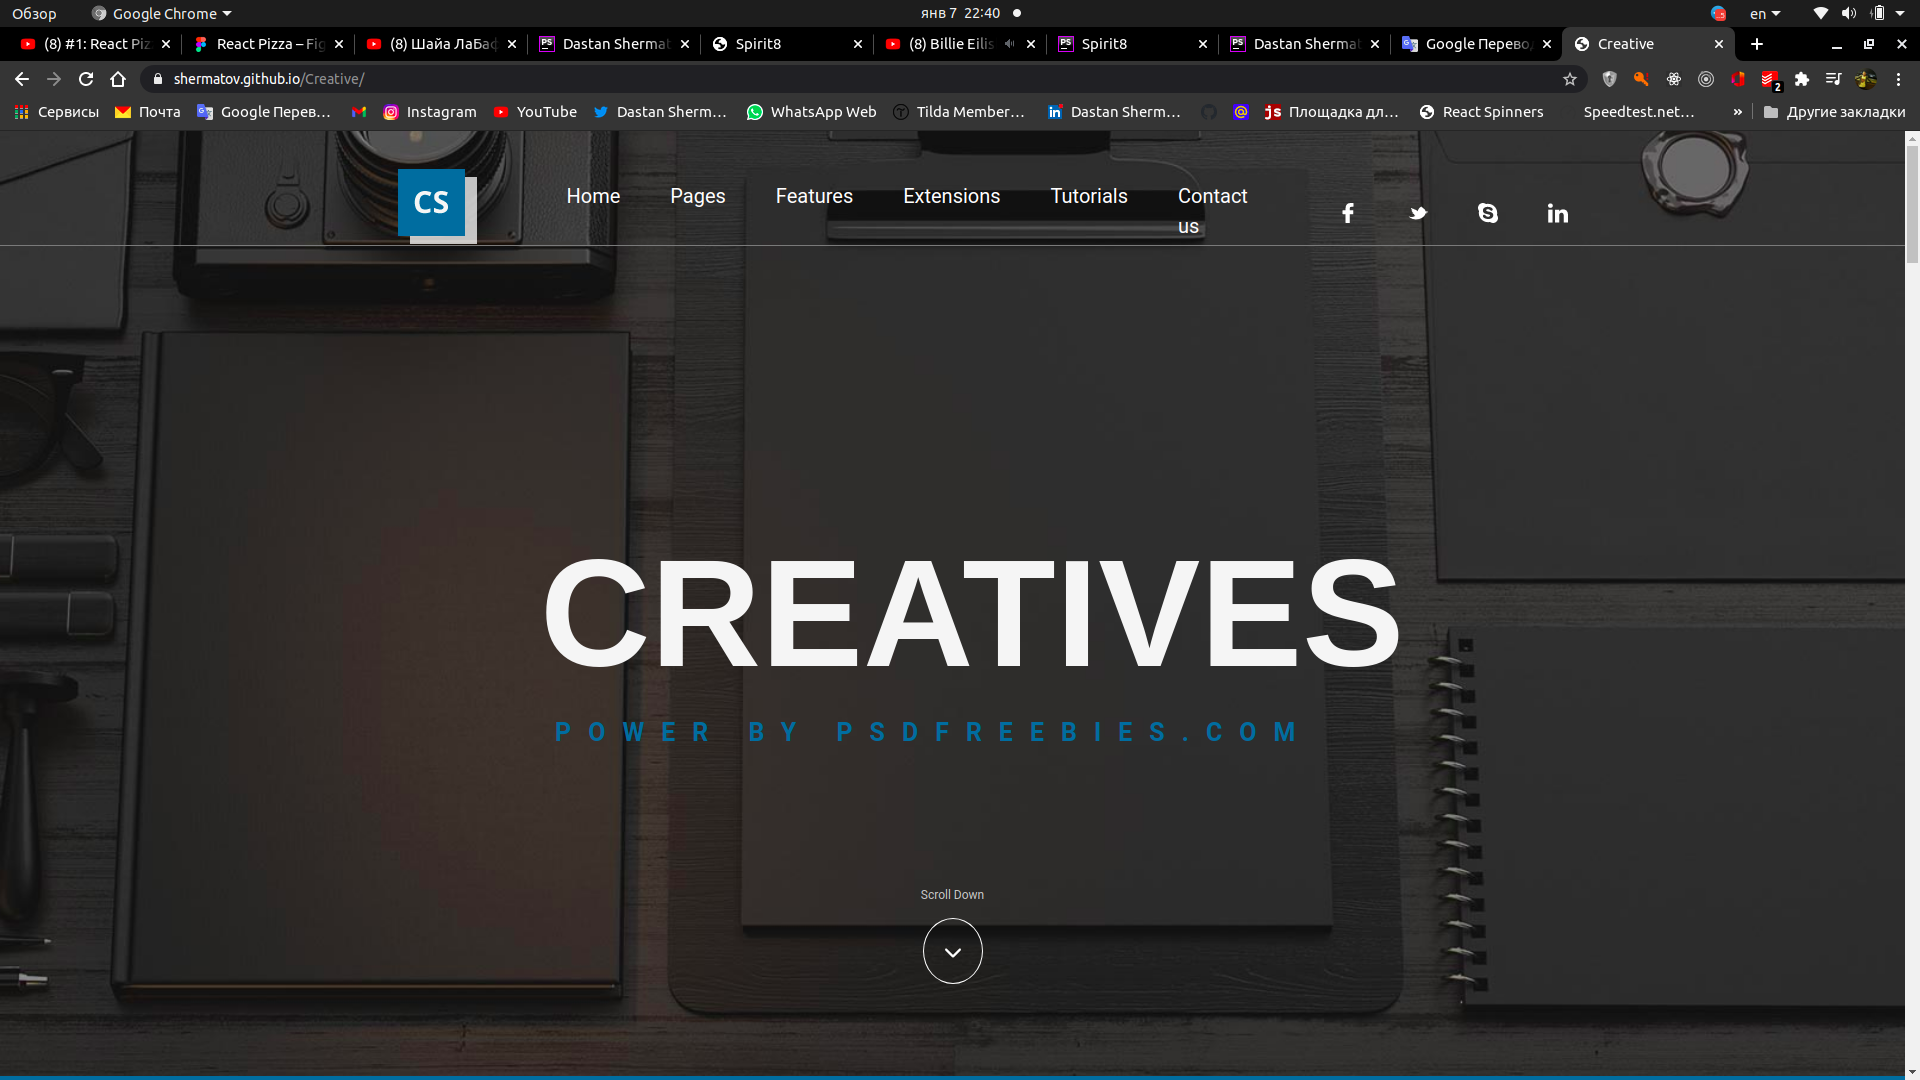 Обзор
Google Chrome
янв 7 22:40
en
(8) #1: React Piz
React Pizza – Fig
(8) Шайа ЛаБаф
Dastan Shermat
Spirit8
(8) Billie Eilis
Spirit8
Dastan Shermat
Google Перевод
Creative
shermatov.github.io/Creative/
2
Сервисы
Почта
Google Перев…
Instagram
YouTube
Dastan Sherm…
WhatsApp Web
Tilda Member…
Dastan Sherm…
Площадка дл…
React Spinners
Speedtest.net…
»
Другие закладки
CS
Home
Pages
Features
Extensions
Tutorials
Contact
us
CREATIVES
POWER BY PSDFREEBIES.COM
Scroll Down